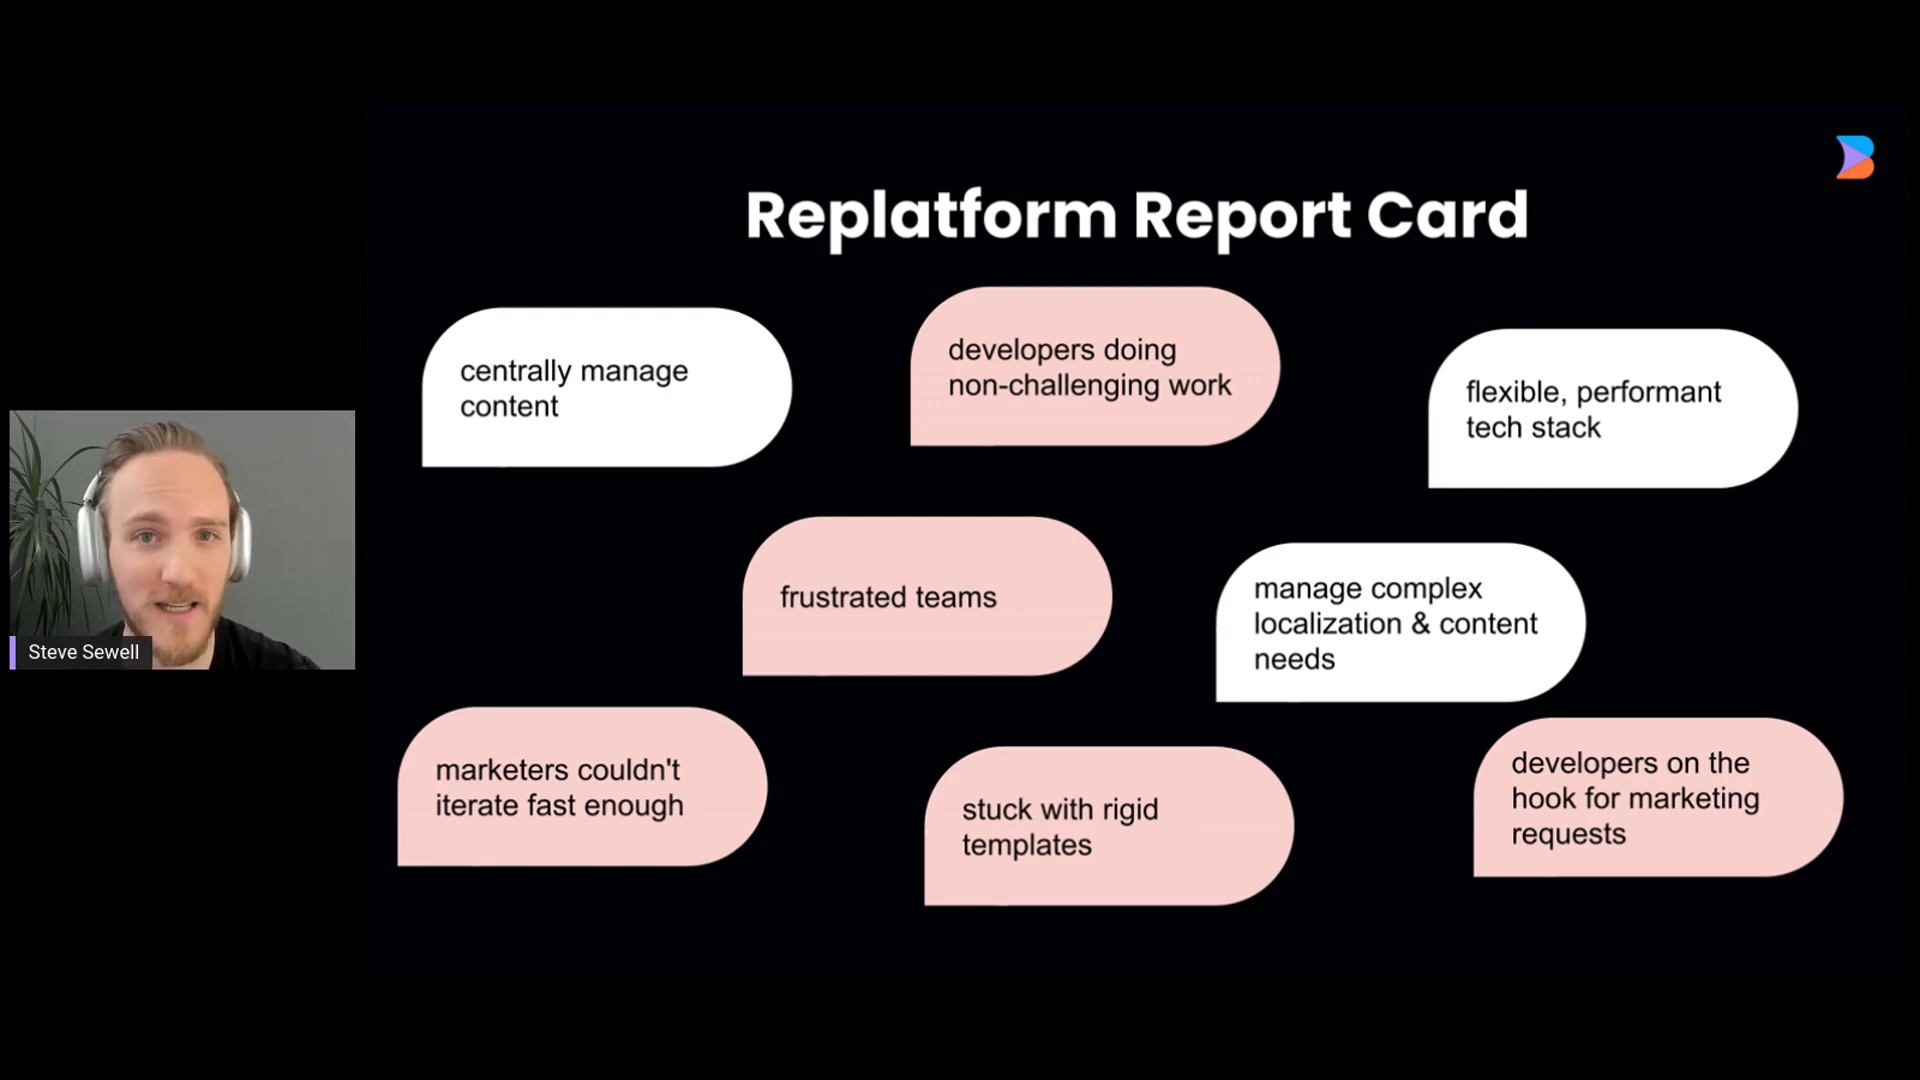 Replatform Report Card
centrally manage
content
developers doing
non-challenging work
flexible, performant
tech stack
frustrated teams
manage complex
localization & content
needs
marketers couldn't
iterate fast enough
stuck with rigid
templates
developers on the
hook for marketing
requests
Steve Sewell